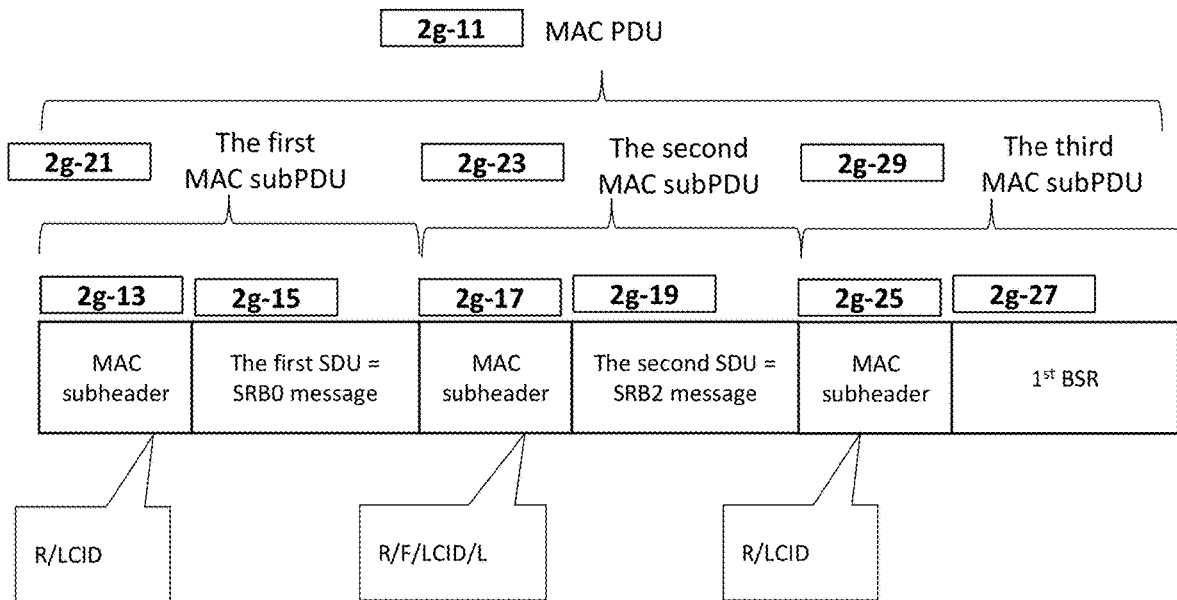 2g-11 MAC PDU
2g-21
The first
MAC subPDU
2g-23
The second
MAC subPDU
2g-29
The third
MAC subPDU
2g-13
2g-15
2g-17
2g-19
2g-25
2g-27
MAC
subheader
The first SDU =
SRB0 message
MAC
subheader
The second SDU =
SRB2 message
MAC
subheader
1st BSR
R/LCID
R/F/LCID/L
R/LCID